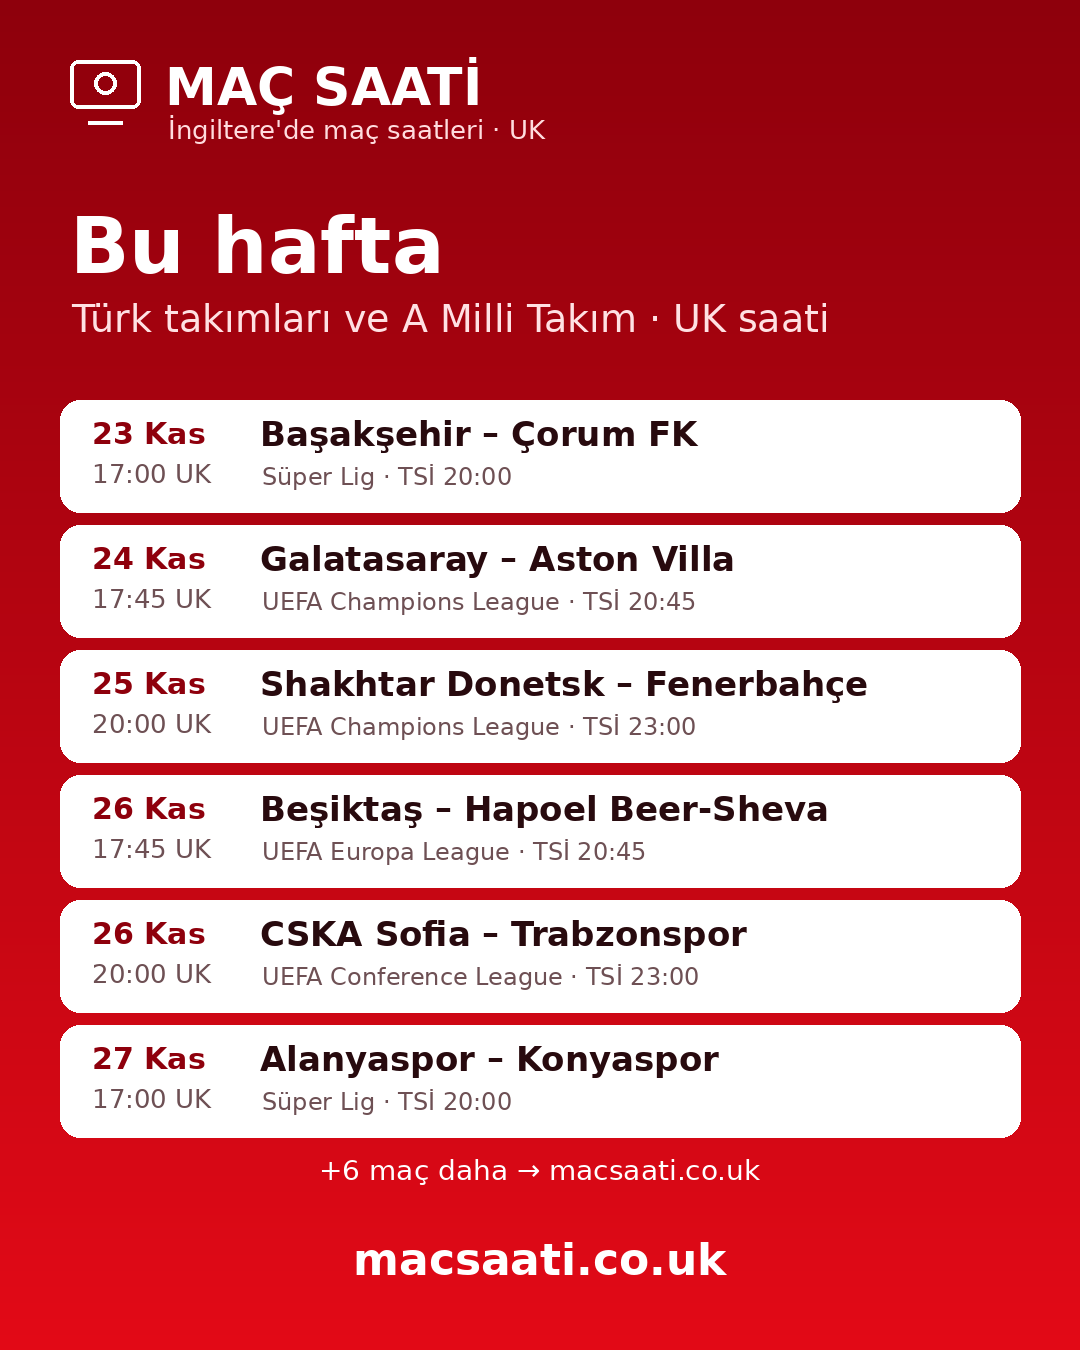 MAÇ SAATİ
İngiltere'de maç saatleri · UK
Bu hafta
Türk takımları ve A Milli Takım · UK saati
23 Kas
Başakşehir – Çorum FK
17:00 UK
Süper Lig · TSİ 20:00
24 Kas
Galatasaray – Aston Villa
17:45 UK
UEFA Champions League · TSİ 20:45
25 Kas
Shakhtar Donetsk – Fenerbahçe
20:00 UK
UEFA Champions League · TSİ 23:00
26 Kas
Beşiktaş – Hapoel Beer-Sheva
17:45 UK
UEFA Europa League · TSİ 20:45
26 Kas
CSKA Sofia – Trabzonspor
20:00 UK
UEFA Conference League · TSİ 23:00
27 Kas
Alanyaspor – Konyaspor
17:00 UK
Süper Lig · TSİ 20:00
+6 maç daha → macsaati.co.uk
macsaati.co.uk